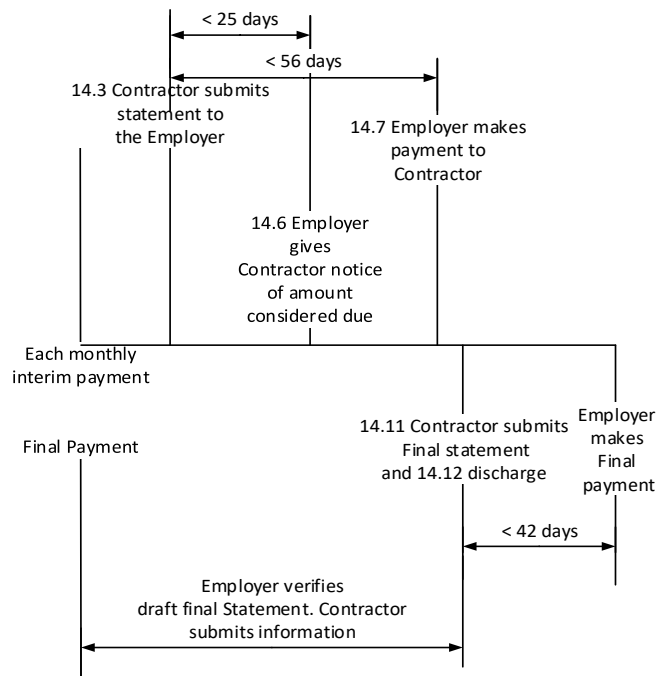 < 25 days
< 56 days
14.3 Contractor submits
statement to
the Employer
14.7 Employer makes
payment to
Contractor
14.6 Employer
gives
Contractor notice
of amount
considered due
Each monthly
interim payment
Final Payment
14.11 Contractor submits
Final statement
and 14.12 discharge
Employer
makes
Final
payment
< 42 days
Employer verifies
draft final Statement. Contractor
submits information